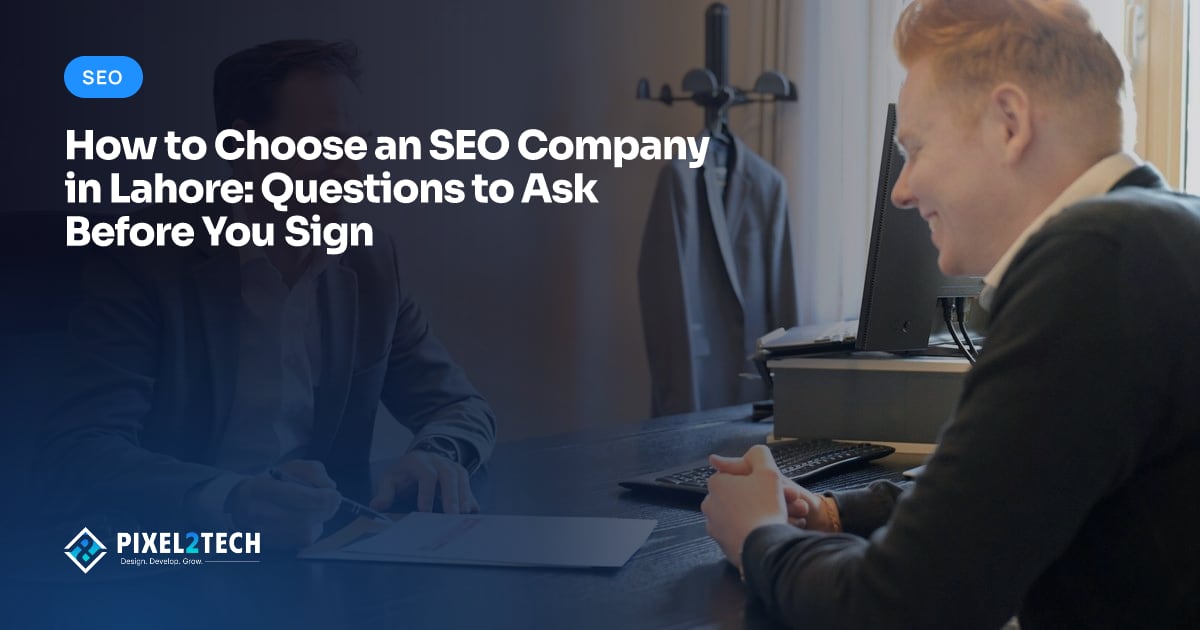 SEO
How to Choose an SEO Company
in Lahore: Questions to Ask
Before You Sign
PIXEL2TECH
Design. Develop. Grow.